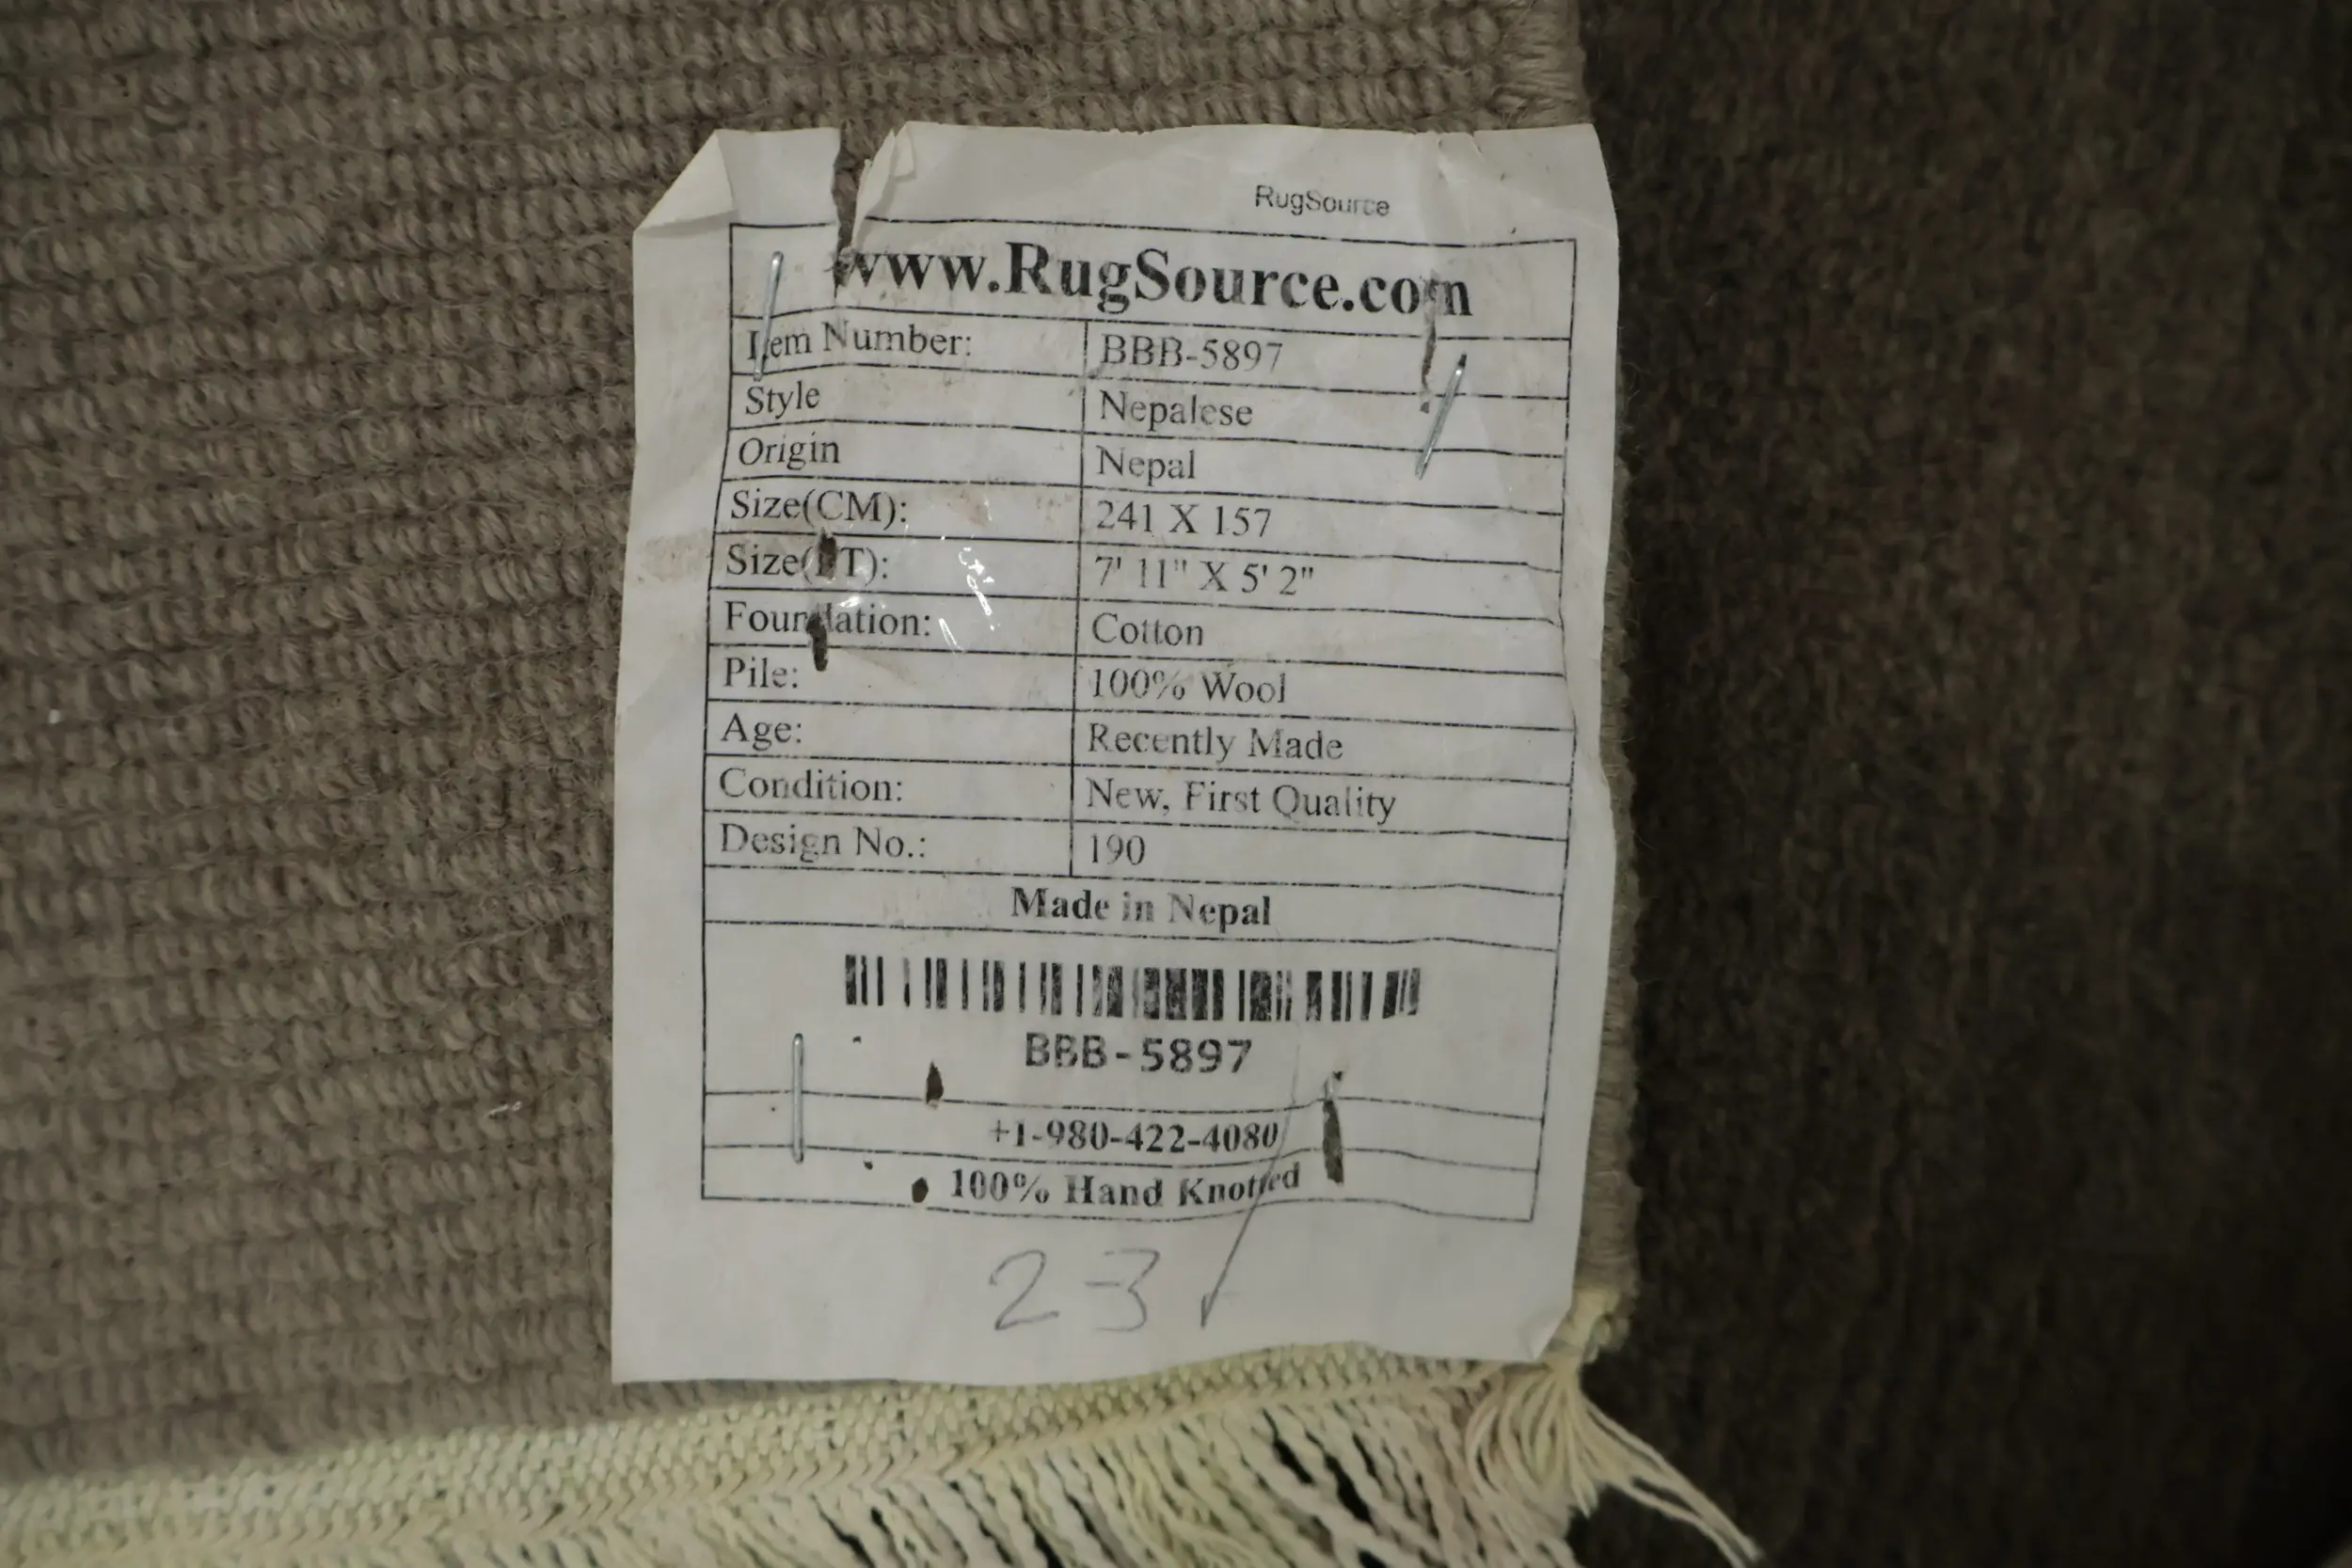 RugSource
www.RugSource.com
Item Number: BBB-5897
Style Nepalese
Origin Nepal
Size(CM): 241 X 157
Size(FT): 7' 11" X 5' 2"
Foundation: Cotton
Pile: 100% Wool
Age: Recently Made
Condition: New, First Quality
Design No.: 190
Made in Nepal
BBB-5897
+1-980-422-4080
100% Hand Knotted
23